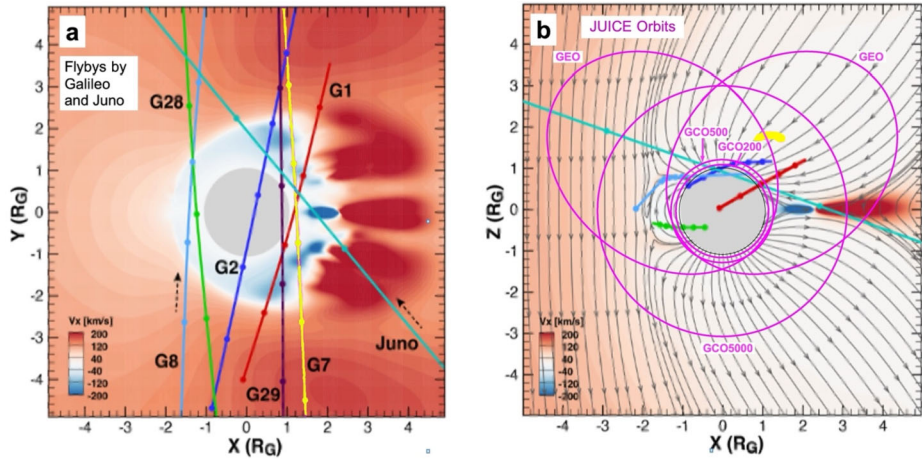 a
Flybys by
Galileo
and Juno
G28
G1
G2
G8
G29
G7
Juno
Vx [km/s]
200
120
40
-40
-120
-200
4
3
2
1
0
-1
-2
-3
-4
Y (RG)
-4 -3 -2 -1 0 1 2 3 4
X (RG)
b
JUICE Orbits
GEO
GEO
GCO500
GCO200
GCO5000
Vx [km/s]
200
120
40
-40
-120
-200
4
3
2
1
0
-1
-2
-3
-4
Z (RG)
-4 -3 -2 -1 0 1 2 3 4
X (RG)